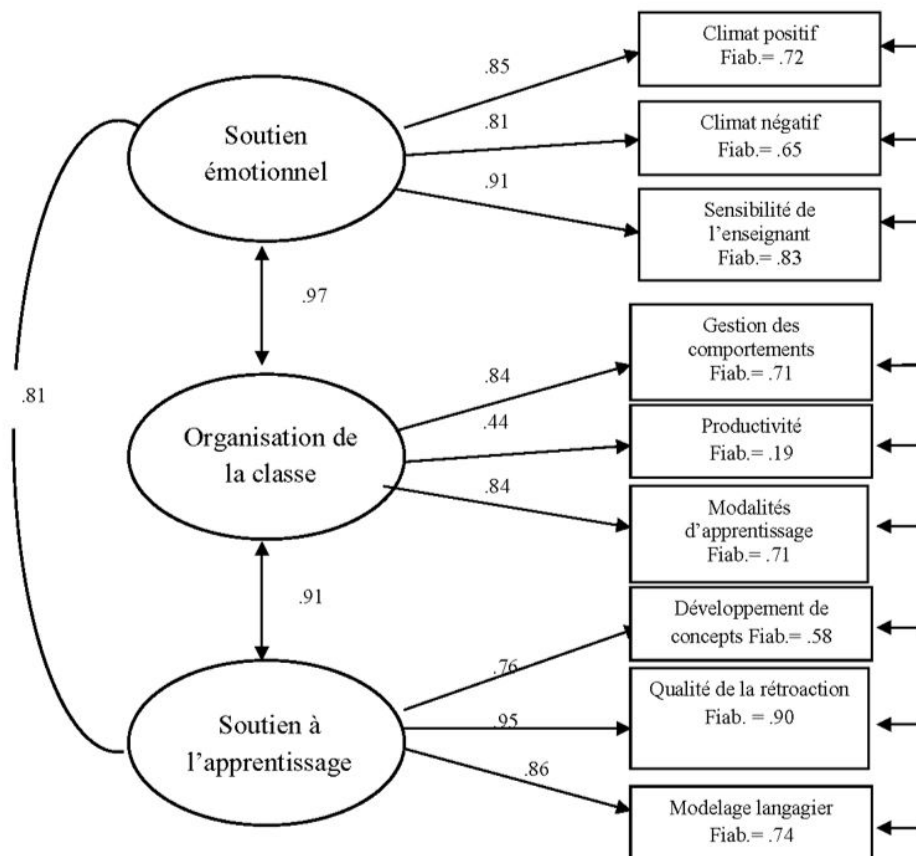 Climat positif
Fiab.= .72
.85
Climat négatif
Fiab.= .65
.81
Soutien
émotionnel
.91
Sensibilité de
l'enseignant
Fiab.= .83
.97
Gestion des
comportements
Fiab.= .71
.84
.81
.44
Productivité
Fiab.= .19
Organisation de
la classe
.84
Modalités
d'apprentissage
Fiab.= .71
.91
Développement de
concepts Fiab.= .58
.76
Qualité de la rétroaction
Fiab. = .90
.95
Soutien à
l'apprentissage
.86
Modelage langagier
Fiab.= .74